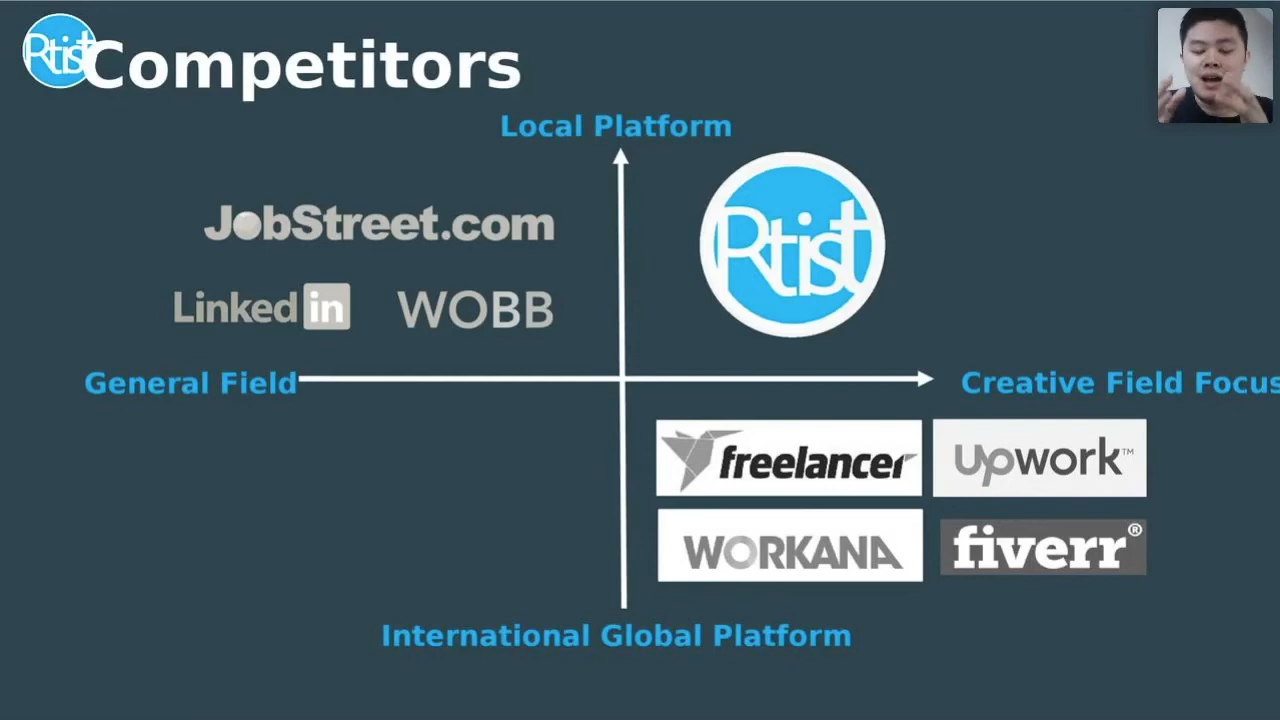 Rtist
Competitors
Local Platform
JobStreet.com
Rtist
Linked in
WOBB
General Field
Creative Field Focus
freelancer
upwork™
WORKANA
fiverr®
International Global Platform